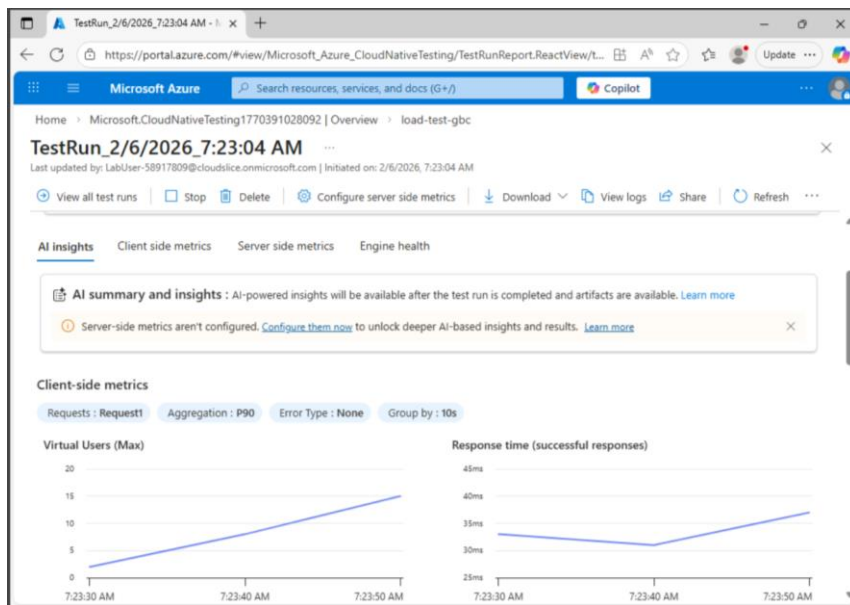 TestRun_2/6/2026_7:23:04 AM - M
https://portal.azure.com/#view/Microsoft_Azure_CloudNativeTesting/TestRunReport.ReactView/t...
Update
Microsoft Azure
Search resources, services, and docs (G+/)
Copilot
Home > Microsoft.CloudNativeTesting1770391028092 | Overview > load-test-gbc
TestRun_2/6/2026_7:23:04 AM
Last updated by: LabUser-58917809@cloudslice.onmicrosoft.com | Initiated on: 2/6/2026, 7:23:04 AM
View all test runs Stop Delete Configure server side metrics Download View logs Share Refresh
AI insights Client side metrics Server side metrics Engine health
AI summary and insights : AI-powered insights will be available after the test run is completed and artifacts are available. Learn more
Server-side metrics aren't configured. Configure them now to unlock deeper AI-based insights and results. Learn more
Client-side metrics
Requests : Request1 Aggregation : P90 Error Type : None Group by : 10s
Virtual Users (Max)
20
15
10
5
0
7:23:30 AM 7:23:40 AM 7:23:50 AM
Response time (successful responses)
45ms
40ms
35ms
30ms
25ms
7:23:30 AM 7:23:40 AM 7:23:50 AM